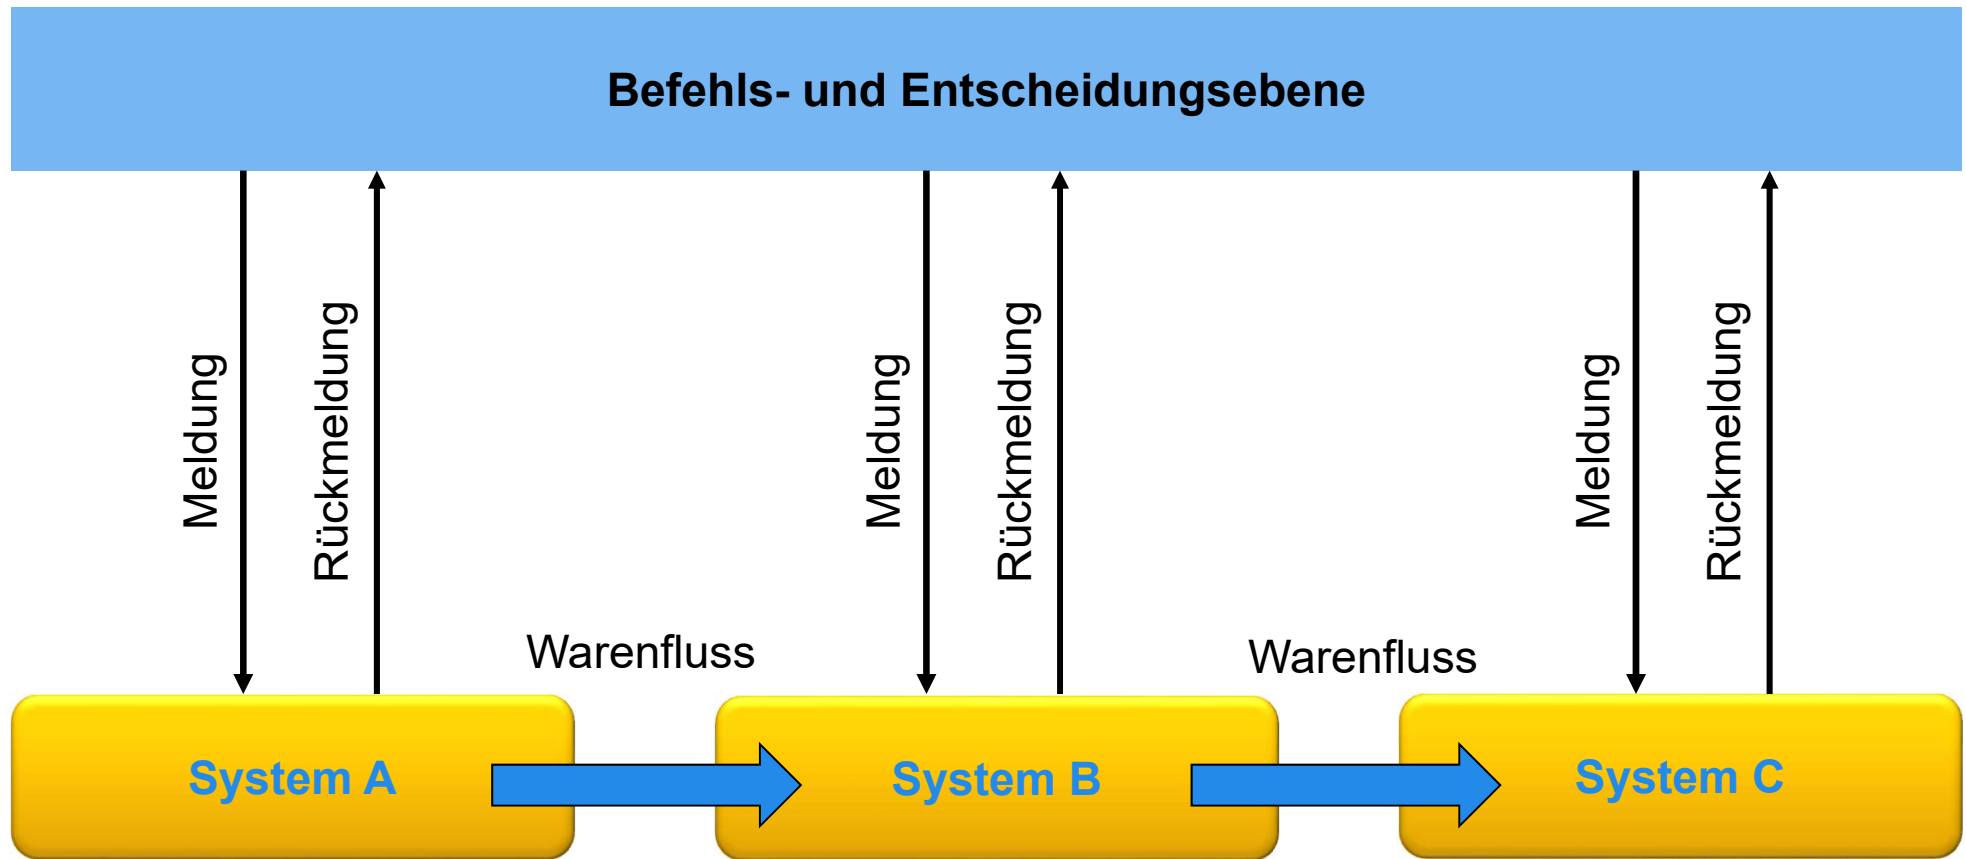 Befehls- und Entscheidungsebene
Meldung
Rückmeldung
Meldung
Rückmeldung
Meldung
Rückmeldung
Warenfluss
Warenfluss
System A
System B
System C